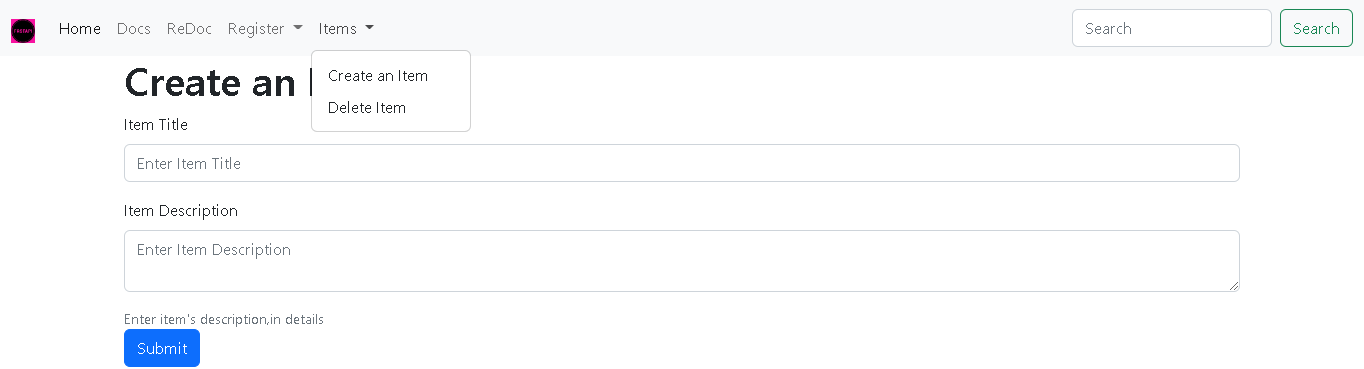 FASTAPI Home Docs ReDoc Register Items Search Search
Create an Item
Delete Item
Create an
Item Title
Enter Item Title
Item Description
Enter Item Description
Enter item's description,in details
Submit